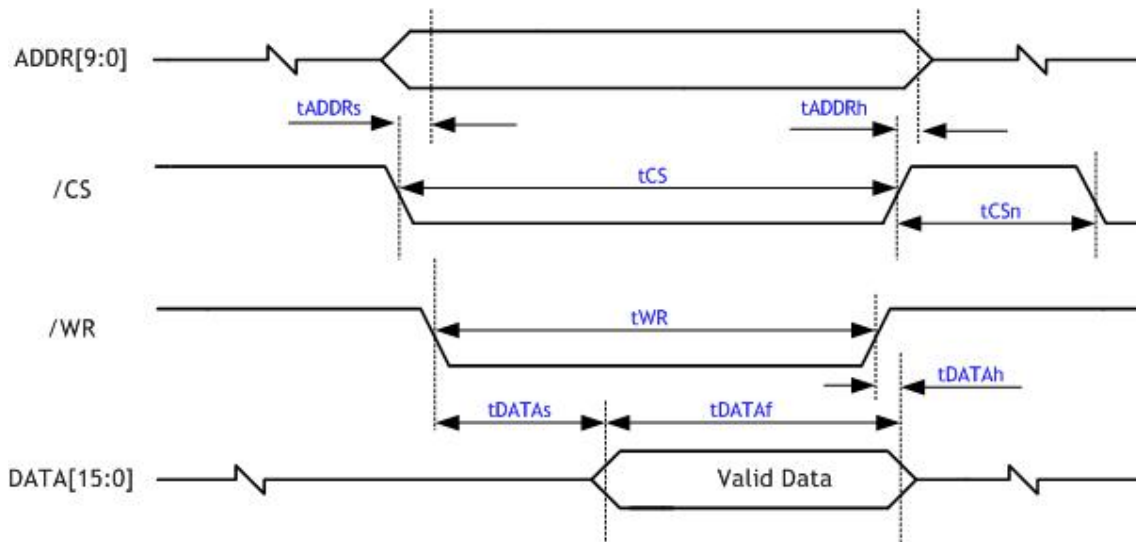 ADDR[9:0]
tADDRs
tADDRh
/CS
tCS
tCSn
/WR
tWR
tDATAh
tDATAs
tDATAf
DATA[15:0]
Valid Data